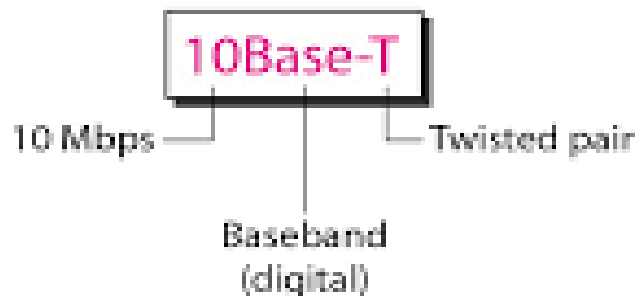 10Base-T
10 Mbps
Twisted pair
Baseband
(digital)